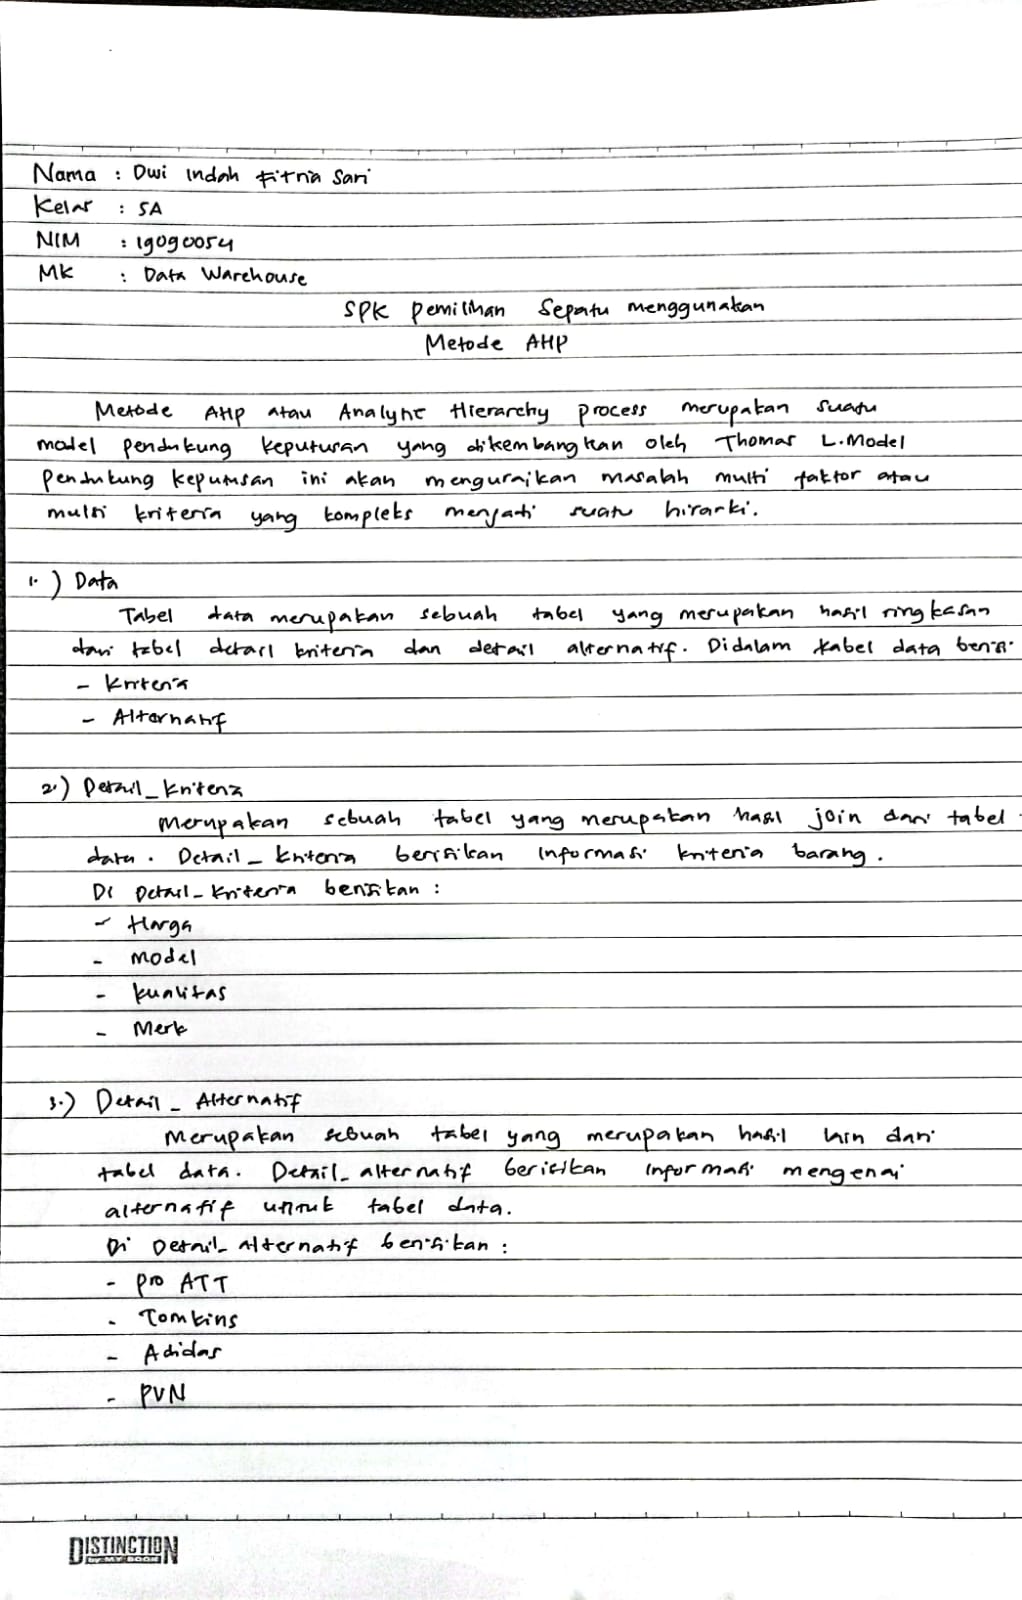 Nama : Dwi Indah Fitria Sari
Kelas : 5A
NIM : 19090054
MK : Data Warehouse
SPK Pemilihan Sepatu menggunakan
Metode AHP
Metode AHP atau Analytic Hierarchy process merupakan suatu
model pendukung keputusan yang dikembangkan oleh Thomas L. Model
pendukung keputusan ini akan menguraikan masalah multi faktor atau
multi kriteria yang kompleks menjadi suatu hirarki.
1. ) Data
Tabel data merupakan sebuah tabel yang merupakan hasil ringkasan
dari tabel detail kriteria dan detail alternatif. Didalam tabel data berisi
- Kriteria
- Alternatif
2.) Detail_Kriteria
Merupakan sebuah tabel yang merupakan hasil join dari tabel
data. Detail_Kriteria berisikan informasi kriteria barang.
Di Detail_Kriteria berisikan :
- Harga
- Model
- Kualitas
- Merk
3.) Detail_Alternatif
Merupakan sebuah tabel yang merupakan hasil lain dari
tabel data. Detail_alternatif berisikan informasi mengenai
alternatif untuk tabel data.
Di Detail_Alternatif berisikan :
- Pro ATT
- Tomkins
- Adidas
- PVN
DISTINCTION
by MY BOOK